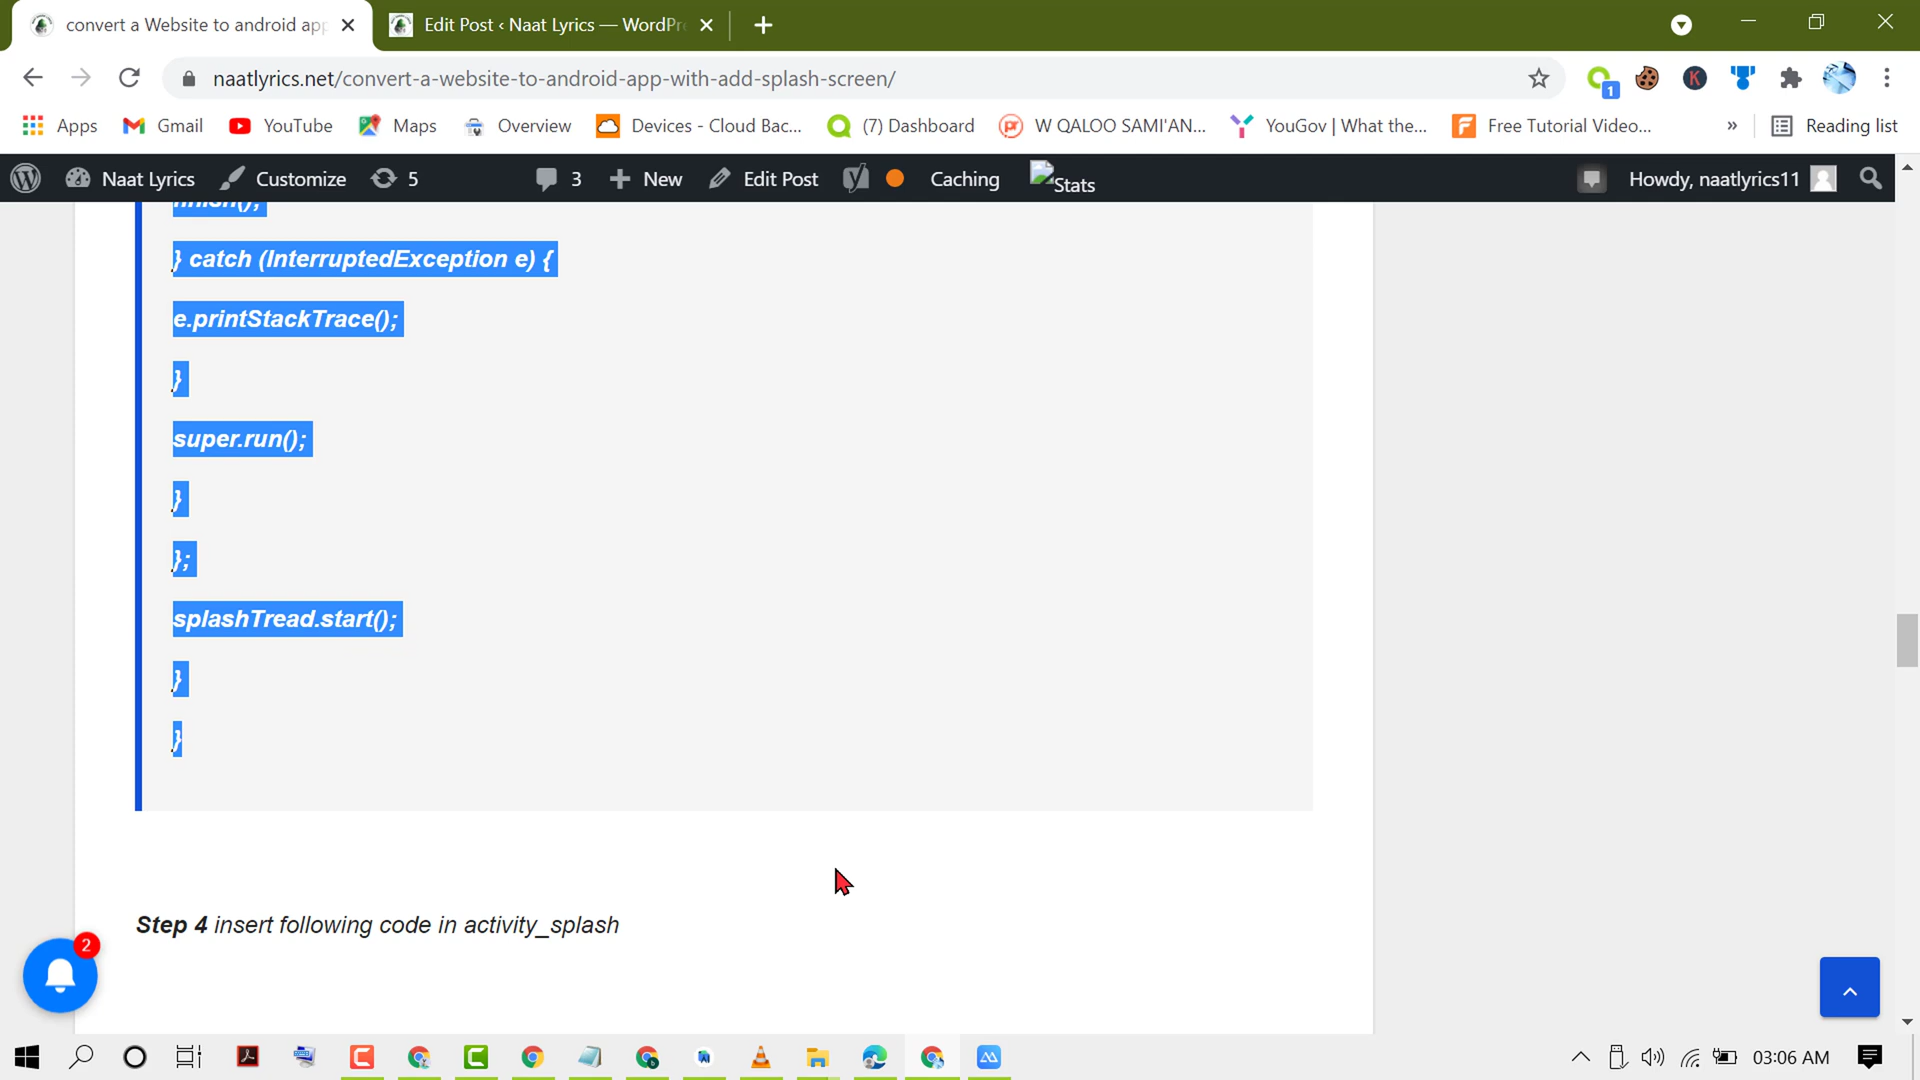 convert a Website to android app
Edit Post ‹ Naat Lyrics — WordPr
naatlyrics.net/convert-a-website-to-android-app-with-add-splash-screen/
1
K
Apps
Gmail
YouTube
Maps
Overview
Devices - Cloud Bac...
(7) Dashboard
W QALOO SAMI'AN...
YouGov | What the...
Free Tutorial Video...
»
Reading list
Naat Lyrics
Customize
5
3
New
Edit Post
Caching
Stats
Howdy, naatlyrics11
finish();
} catch (InterruptedException e) {
e.printStackTrace();
}
super.run();
}
};
splashTread.start();
}
}
Step 4 insert following code in activity_splash
2
03:06 AM